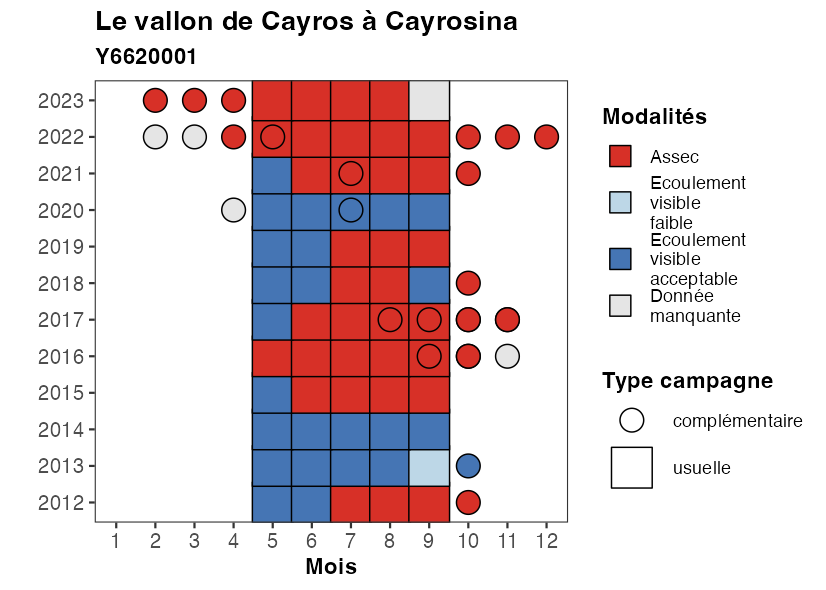 Le vallon de Cayros à Cayrosina
Y6620001
2023
2022
2021
2020
2019
2018
2017
2016
2015
2014
2013
2012
1 2 3 4 5 6 7 8 9 10 11 12
Mois
Modalités
Assec
Ecoulement
visible
faible
Ecoulement
visible
acceptable
Donnée
manquante
Type campagne
complémentaire
usuelle